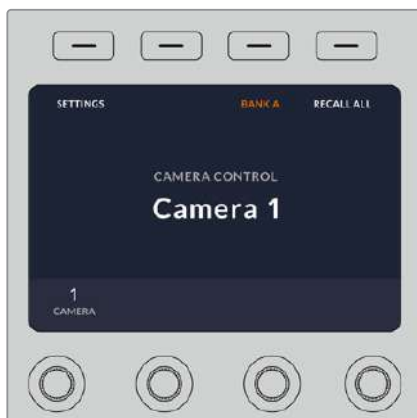 SETTINGS BANK A RECALL ALL
CAMERA CONTROL
Camera 1
1
CAMERA